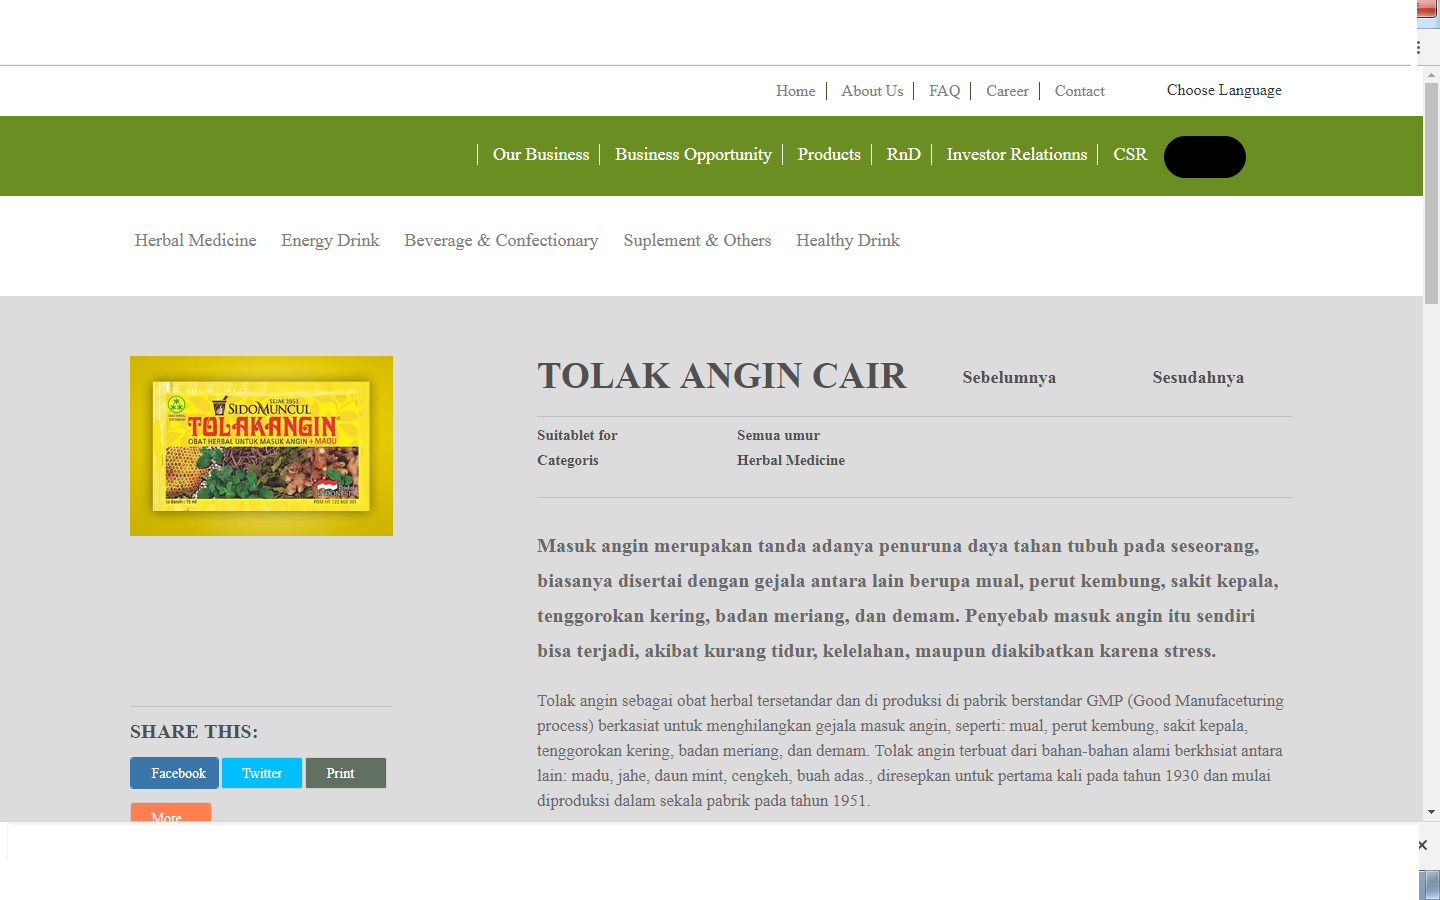 Home About Us FAQ Career Contact Choose Language
Our Business Business Opportunity Products RnD Investor Relationns CSR
Herbal Medicine Energy Drink Beverage & Confectionary Suplement & Others Healthy Drink
SEJAK 1951
SIDOMUNCUL
TOLAKANGIN
OBAT HERBAL UNTUK MASUK ANGIN + MADU
INDONESIA
POM HT. 122 600 301
TOLAK ANGIN CAIR Sebelumnya Sesudahnya
Suitablet for Semua umur
Categoris Herbal Medicine
Masuk angin merupakan tanda adanya penuruna daya tahan tubuh pada seseorang,
biasanya disertai dengan gejala antara lain berupa mual, perut kembung, sakit kepala,
tenggorokan kering, badan meriang, dan demam. Penyebab masuk angin itu sendiri
bisa terjadi, akibat kurang tidur, kelelahan, maupun diakibatkan karena stress.
Tolak angin sebagai obat herbal tersetandar dan di produksi di pabrik berstandar GMP (Good Manufaceturing
process) berkasiat untuk menghilangkan gejala masuk angin, seperti: mual, perut kembung, sakit kepala,
tenggorokan kering, badan meriang, dan demam. Tolak angin terbuat dari bahan-bahan alami berkhsiat antara
lain: madu, jahe, daun mint, cengkeh, buah adas., diresepkan untuk pertama kali pada tahun 1930 dan mulai
diproduksi dalam sekala pabrik pada tahun 1951.
SHARE THIS:
Facebook Twitter Print
More